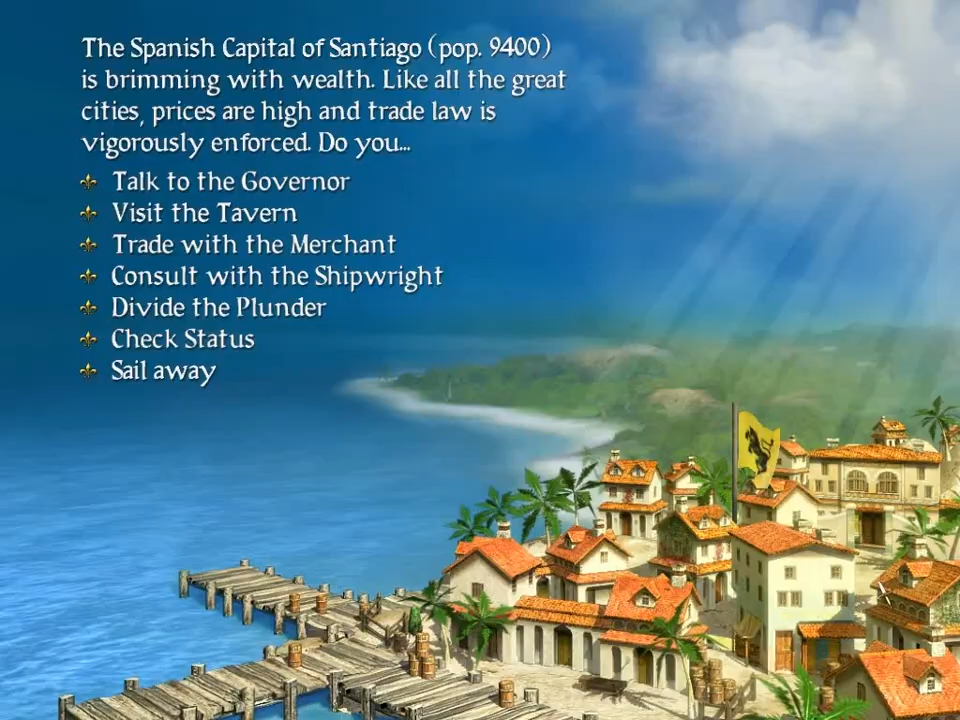 The Spanish Capital of Santiago (pop. 9400)
is brimming with wealth. Like all the great
cities, prices are high and trade law is
vigorously enforced. Do you...
Talk to the Governor
Visit the Tavern
Trade with the Merchant
Consult with the Shipwright
Divide the Plunder
Check Status
Sail away